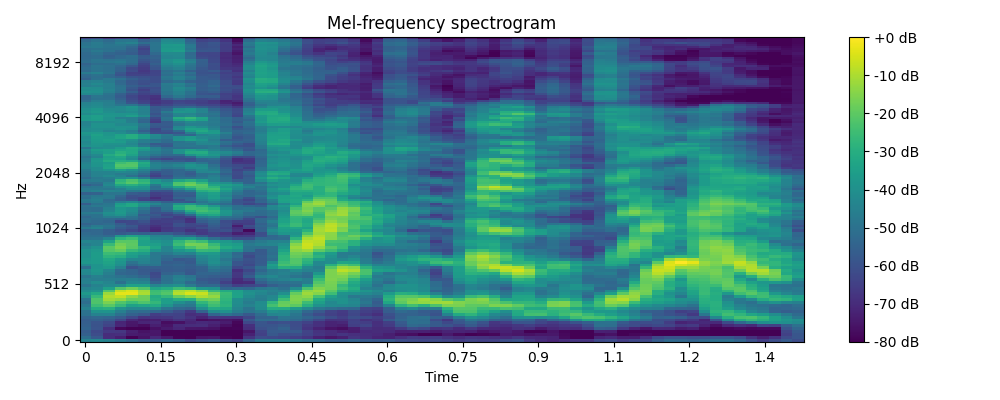 Mel-frequency spectrogram
Hz
8192
4096
2048
1024
512
0
0 0.15 0.3 0.45 0.6 0.75 0.9 1.1 1.2 1.4
Time
+0 dB
-10 dB
-20 dB
-30 dB
-40 dB
-50 dB
-60 dB
-70 dB
-80 dB